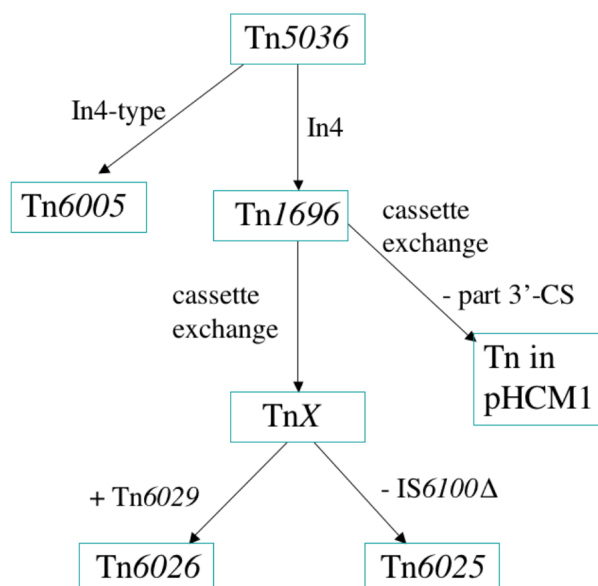 Tn5036
In4-type
In4
Tn6005
Tn1696
cassette
exchange
- part 3’-CS
cassette
exchange
Tn in
pHCM1
TnX
+ Tn6029
- IS6100Δ
Tn6026
Tn6025